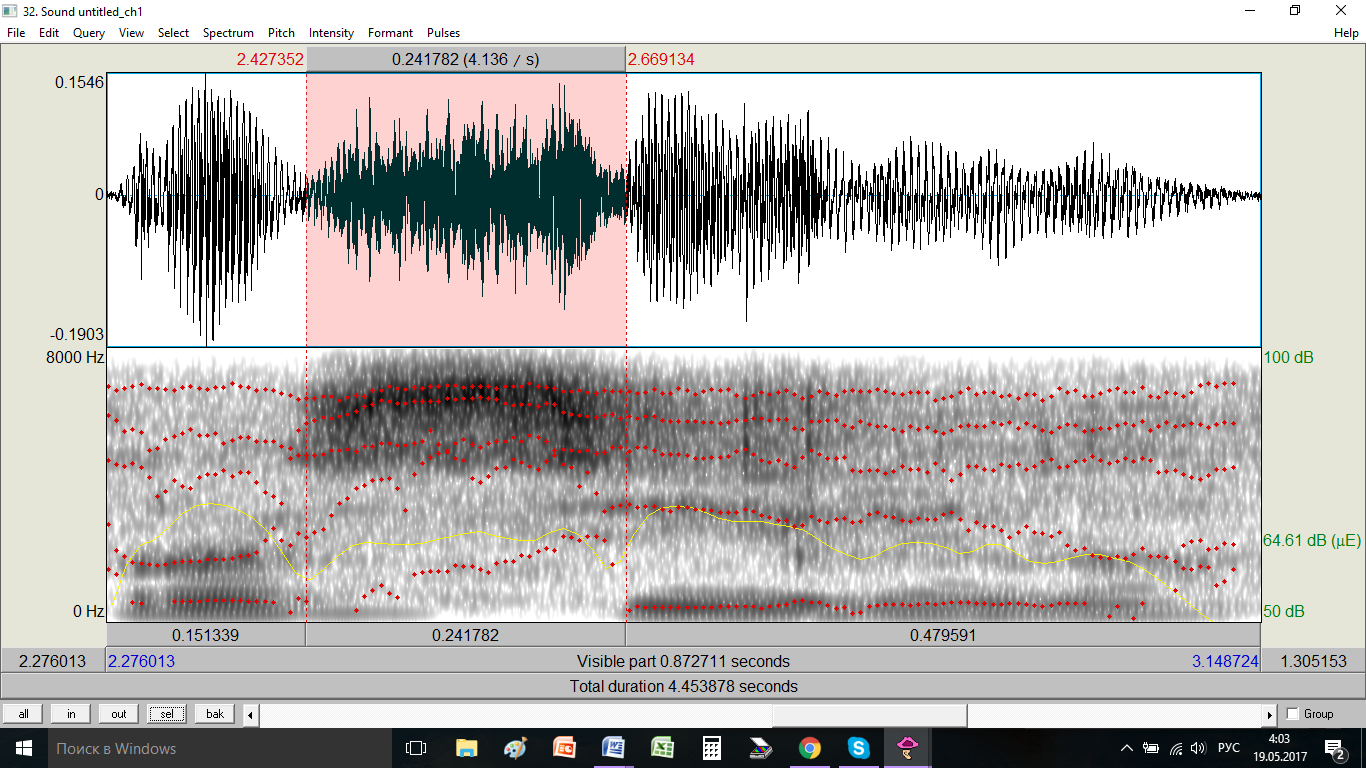 32. Sound untitled_ch1
File Edit Query View Select Spectrum Pitch Intensity Formant Pulses Help
2.427352 0.241782 (4.136 / s) 2.669134
0.1546
0
-0.1903
8000 Hz 100 dB
64.61 dB (µE)
0 Hz 50 dB
0.151339 0.241782 0.479591
2.276013 2.276013 Visible part 0.872711 seconds 3.148724 1.305153
Total duration 4.453878 seconds
all in out sel bak Group
Поиск в Windows РУС 4:03
19.05.2017 2